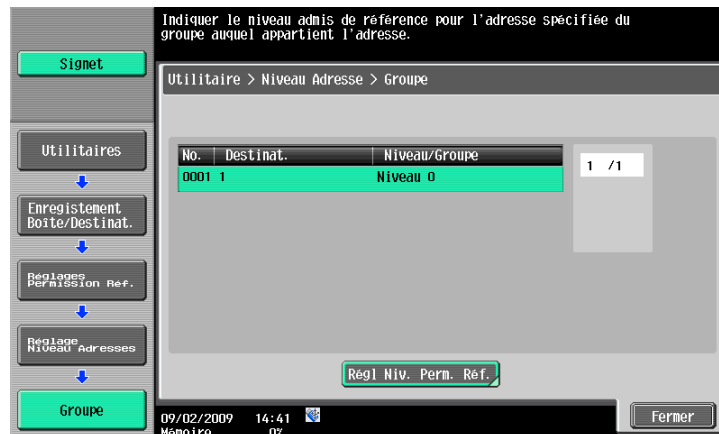 Indiquer le niveau admis de référence pour l'adresse spécifiée du
groupe auquel appartient l'adresse.
Signet
Utilitaire > Niveau Adresse > Groupe
Utilitaires
Enregistement
Boîte/Destinat.
Réglages
Permission Réf.
Réglage
Niveau Adresses
Groupe
No. Destinat. Niveau/Groupe
0001 1 Niveau 0
1 /1
Régl Niv. Perm. Réf.
09/02/2009 14:41
Mémoire 0%
Fermer